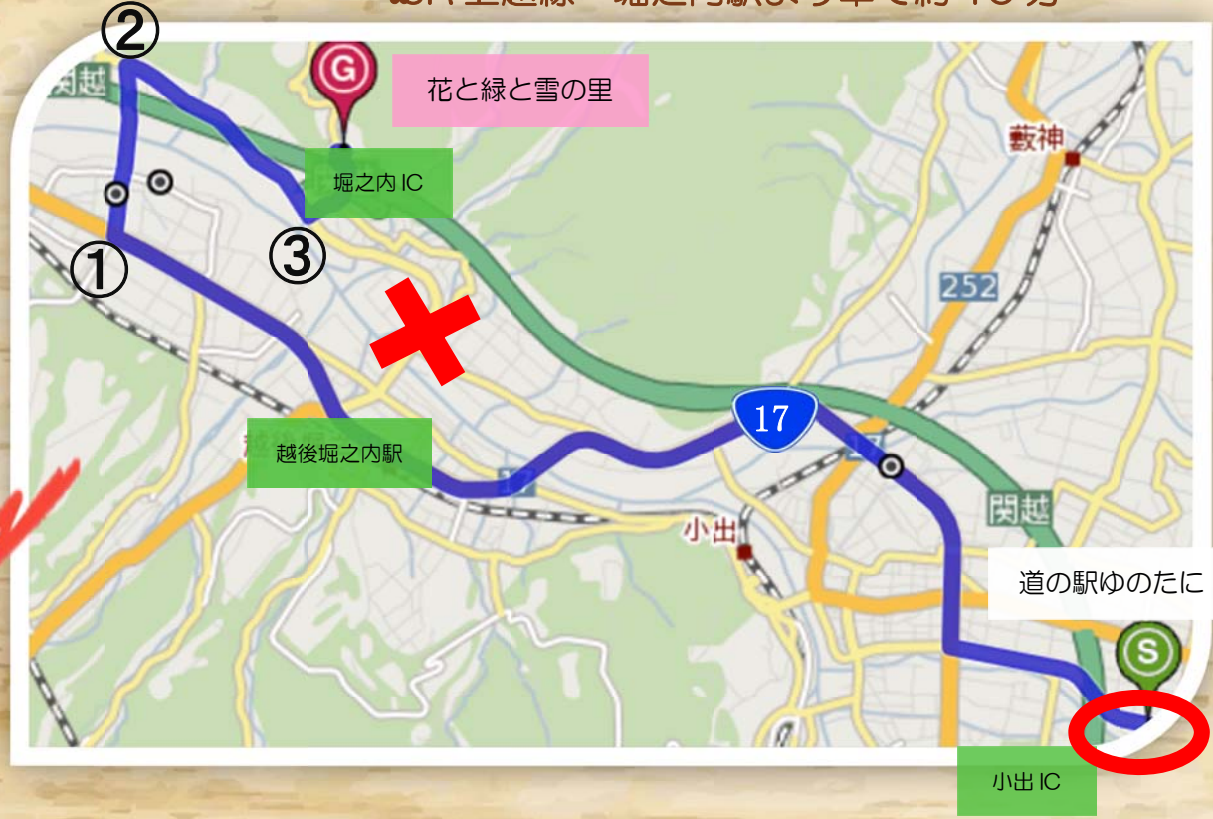 ②
関越
G
花と緑と雪の里
藪神
堀之内 IC
①
③
252
17
越後堀之内駅
17
小出
関越
道の駅ゆのたに
S
小出 IC